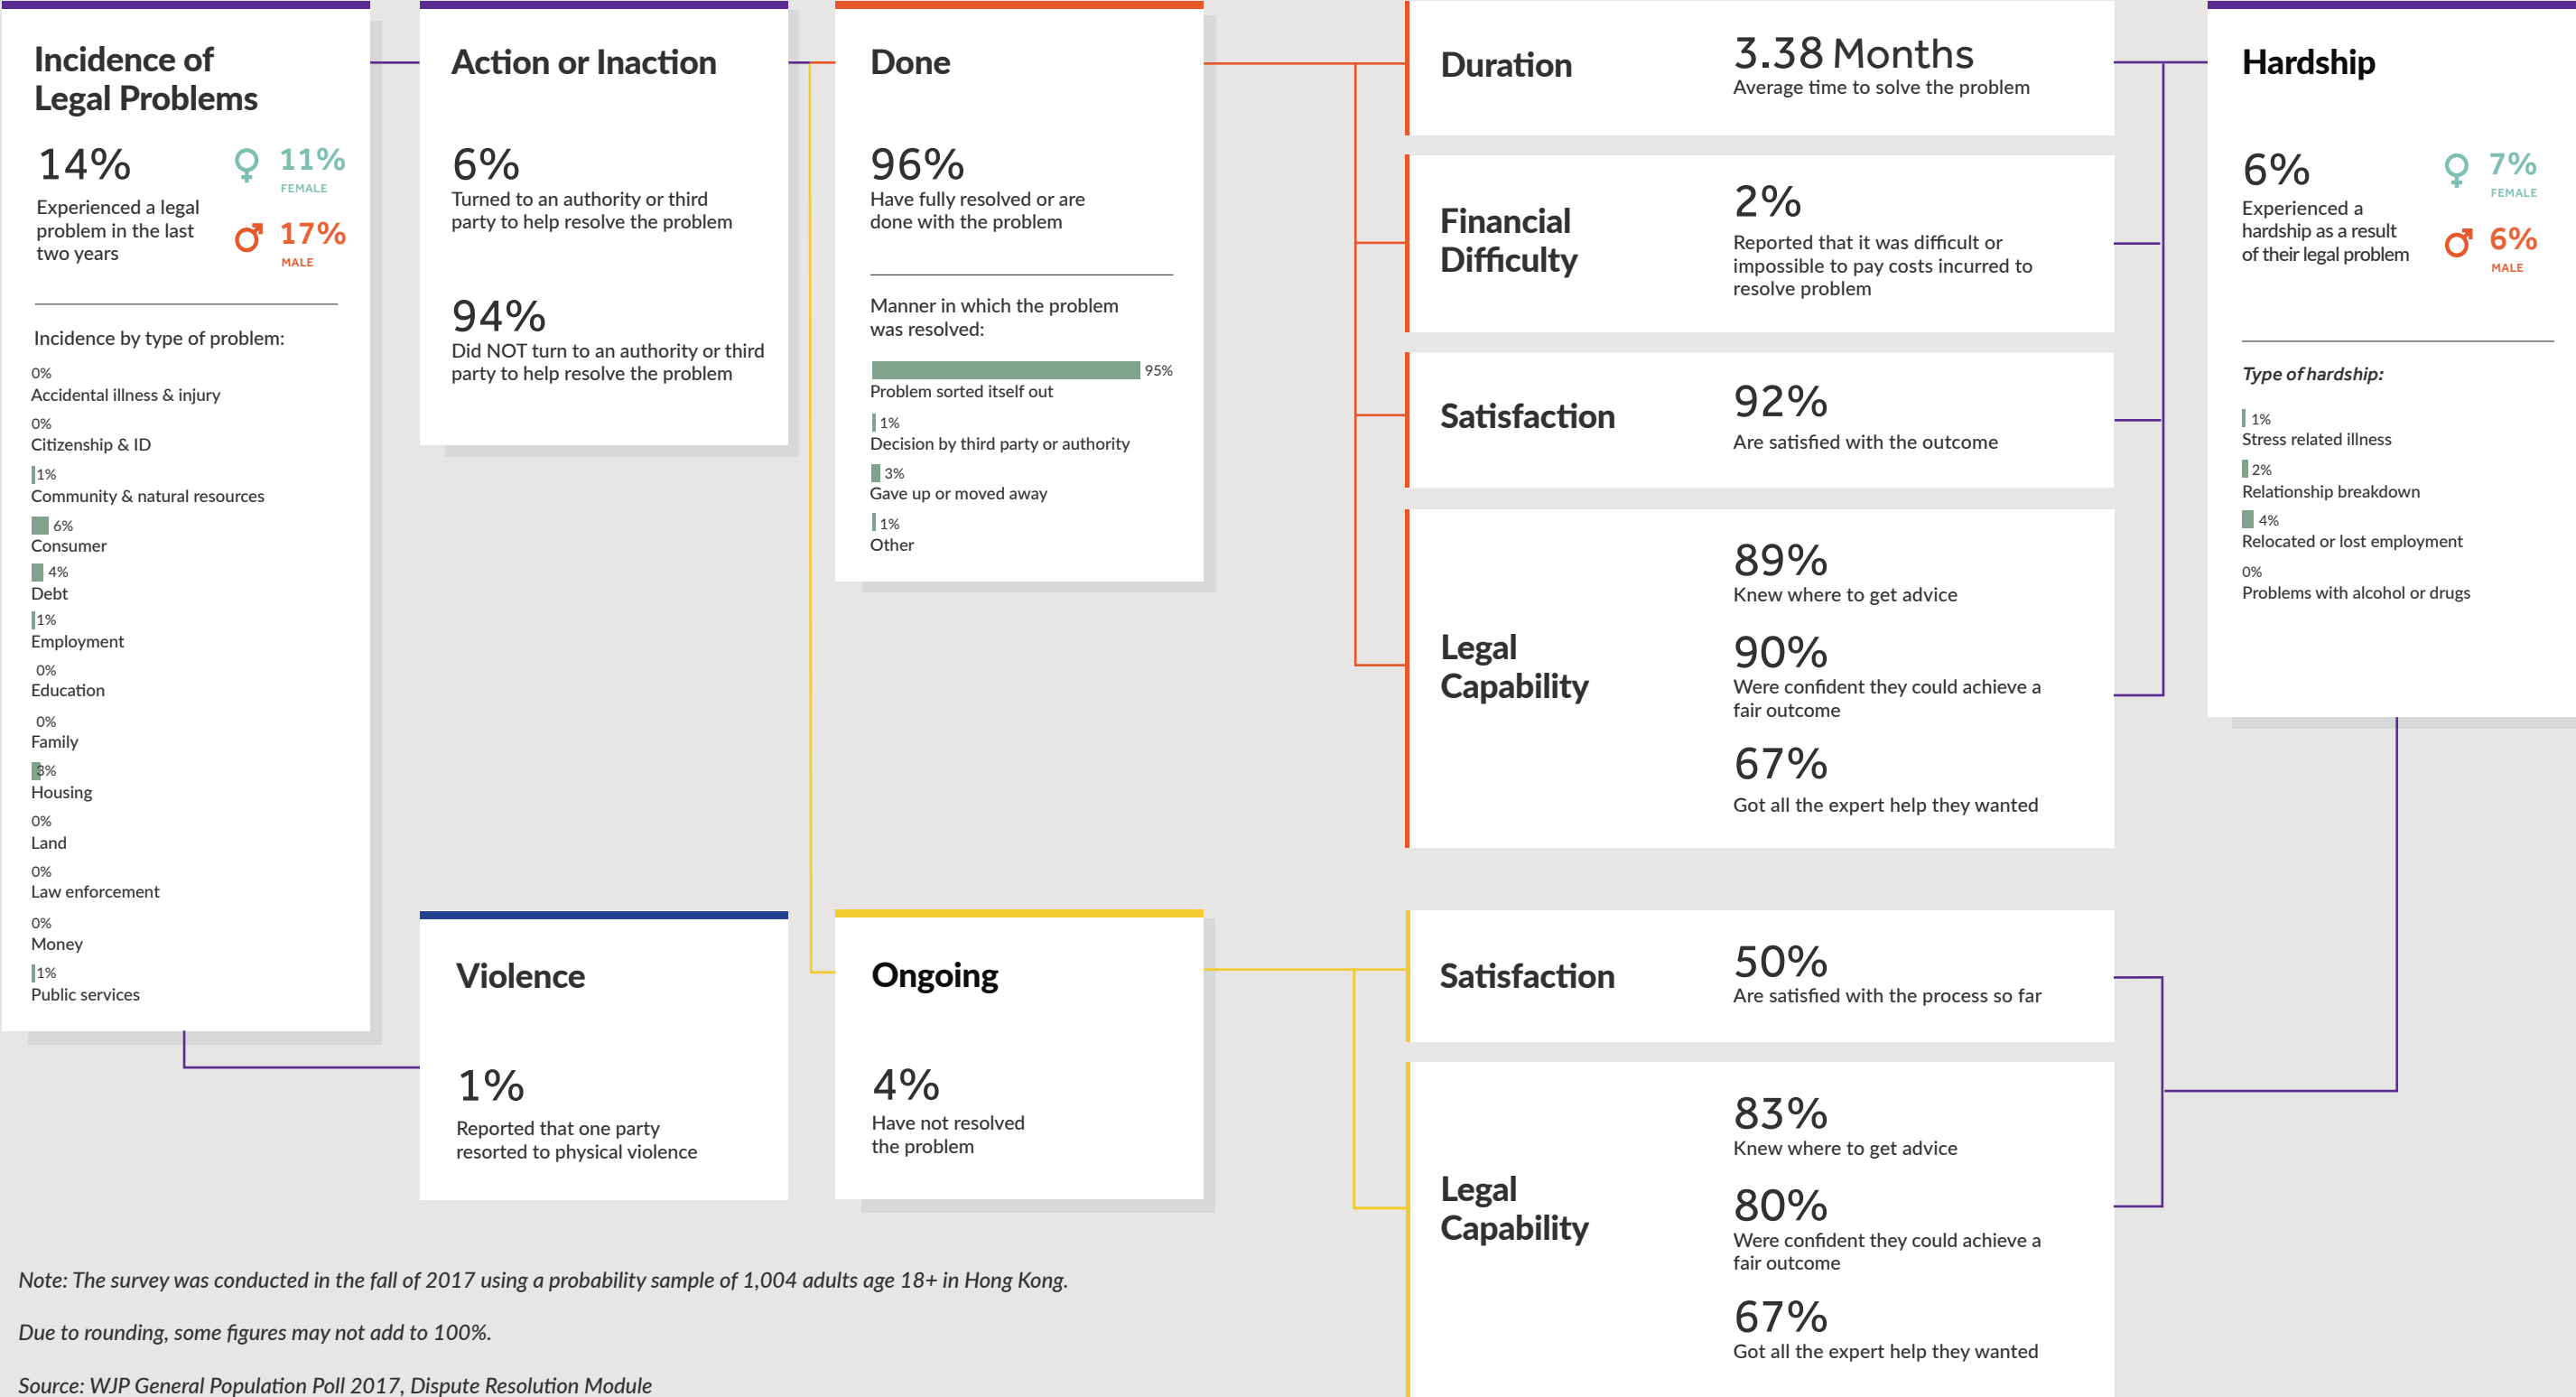 Incidence of
Legal Problems
14%
Experienced a legal
problem in the last
two years
11%
FEMALE
17%
MALE
Incidence by type of problem:
0%
Accidental illness & injury
0%
Citizenship & ID
1%
Community & natural resources
6%
Consumer
4%
Debt
1%
Employment
0%
Education
0%
Family
3%
Housing
0%
Land
0%
Law enforcement
0%
Money
1%
Public services
Action or Inaction
6%
Turned to an authority or third
party to help resolve the problem
94%
Did NOT turn to an authority or third
party to help resolve the problem
Violence
1%
Reported that one party
resorted to physical violence
Done
96%
Have fully resolved or are
done with the problem
Manner in which the problem
was resolved:
95%
Problem sorted itself out
1%
Decision by third party or authority
3%
Gave up or moved away
1%
Other
Ongoing
4%
Have not resolved
the problem
Duration
3.38 Months
Average time to solve the problem
Financial
Difficulty
2%
Reported that it was difficult or
impossible to pay costs incurred to
resolve problem
Satisfaction
92%
Are satisfied with the outcome
Legal
Capability
89%
Knew where to get advice
90%
Were confident they could achieve a
fair outcome
67%
Got all the expert help they wanted
Satisfaction
50%
Are satisfied with the process so far
Legal
Capability
83%
Knew where to get advice
80%
Were confident they could achieve a
fair outcome
67%
Got all the expert help they wanted
Hardship
6%
Experienced a
hardship as a result
of their legal problem
7%
FEMALE
6%
MALE
Type of hardship:
1%
Stress related illness
2%
Relationship breakdown
4%
Relocated or lost employment
0%
Problems with alcohol or drugs
Note: The survey was conducted in the fall of 2017 using a probability sample of 1,004 adults age 18+ in Hong Kong.
Due to rounding, some figures may not add to 100%.
Source: WJP General Population Poll 2017, Dispute Resolution Module